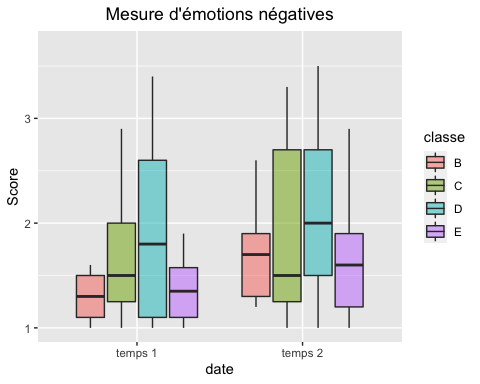 Mesure d'émotions négatives
Score
3
2
1
temps 1
temps 2
date
classe
B
C
D
E